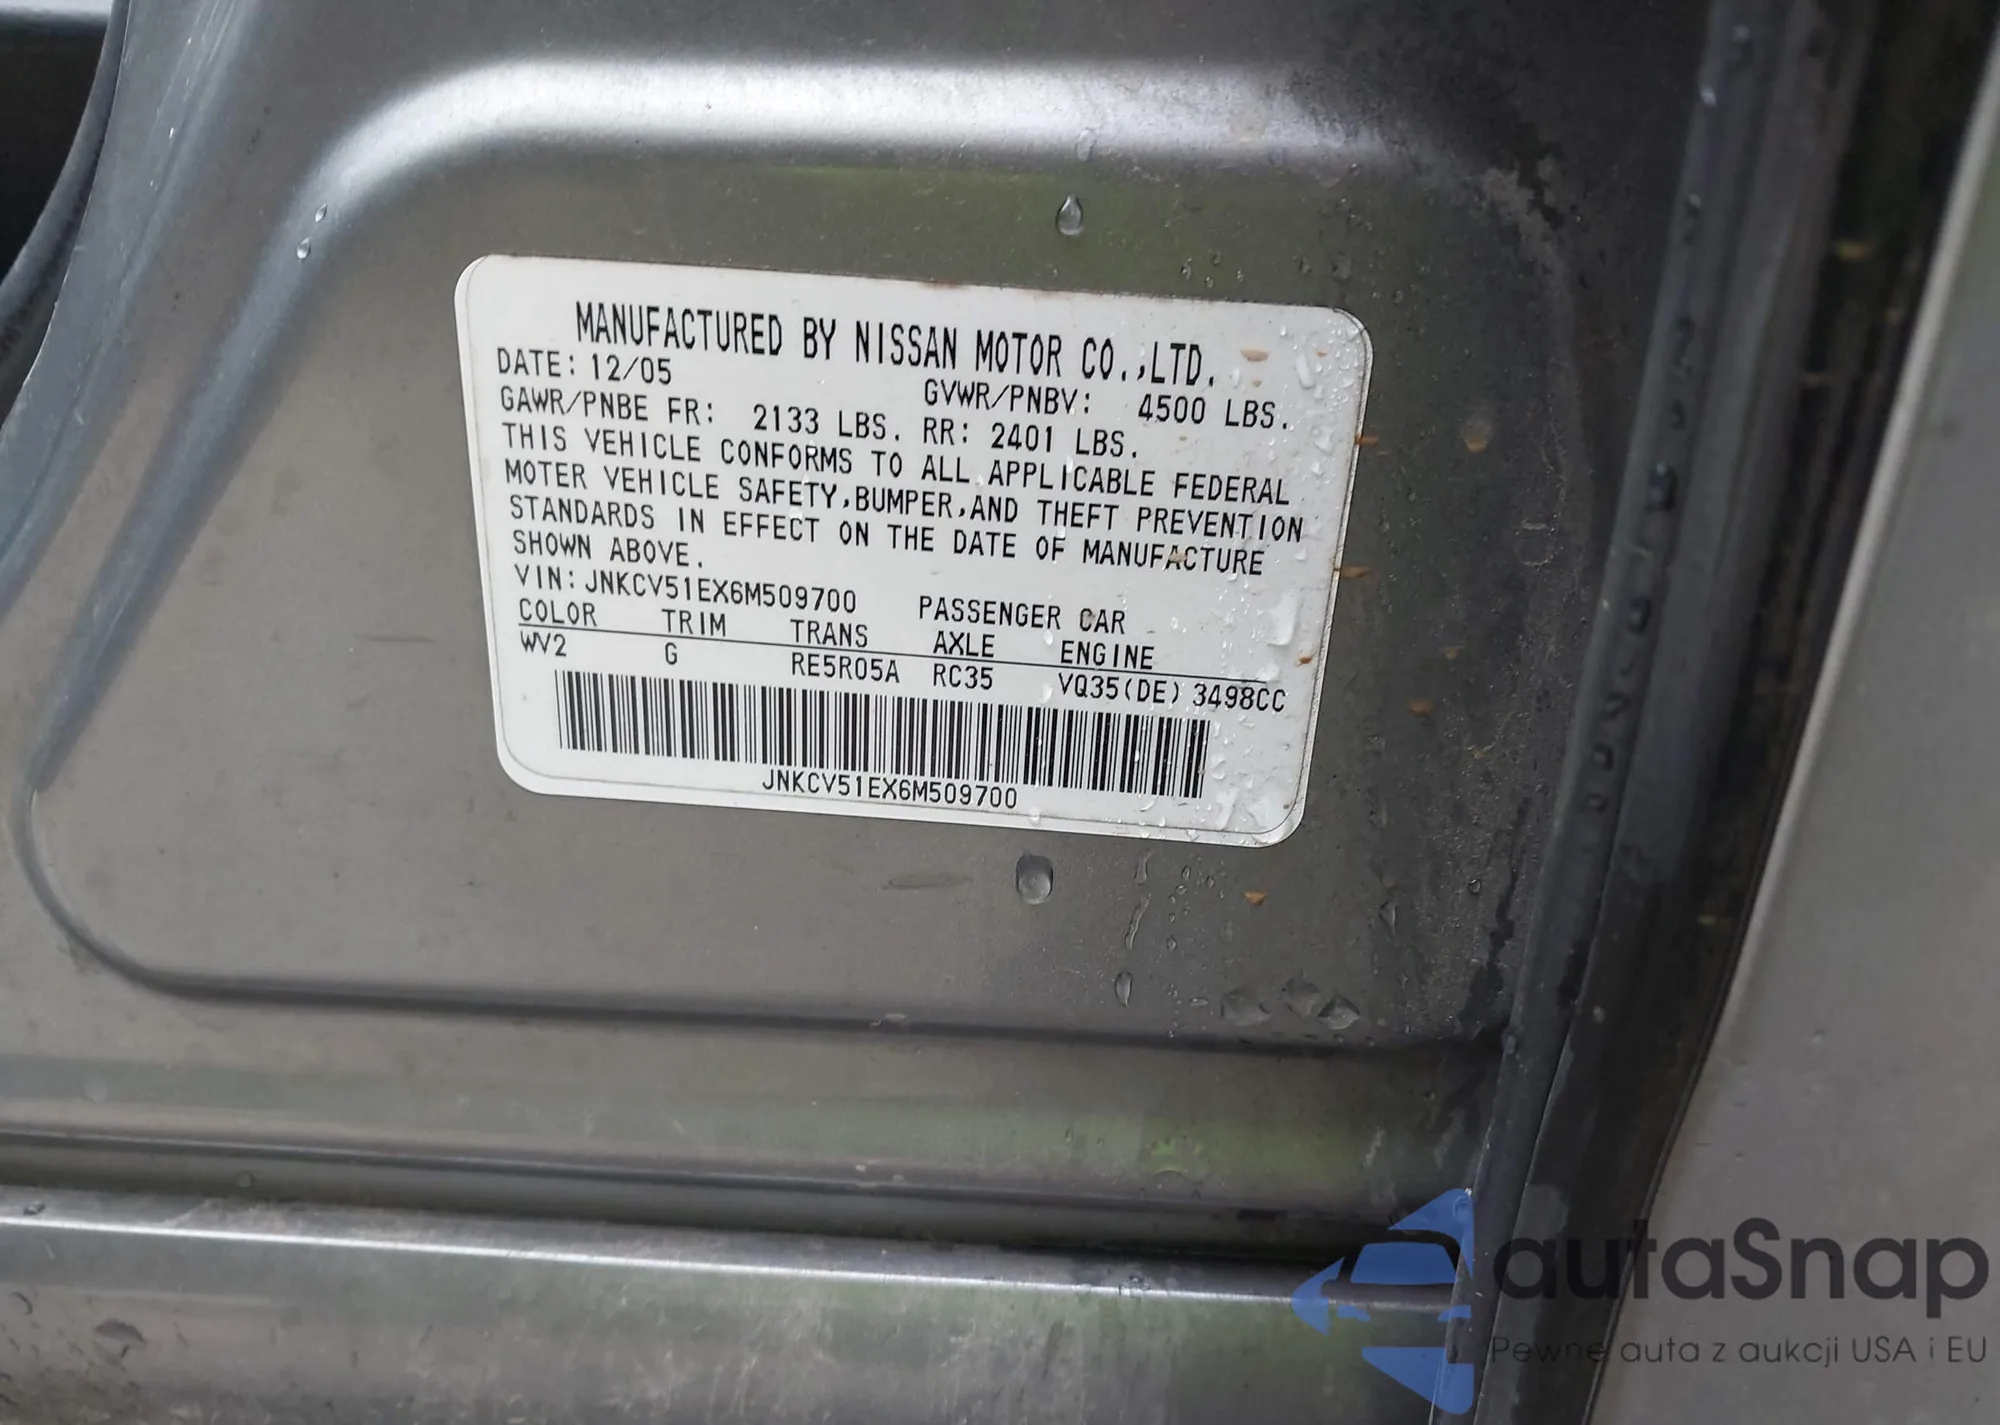 MANUFACTURED BY NISSAN MOTOR CO.,LTD.
DATE: 12/05 GVWR/PNBV: 4500 LBS.
GAWR/PNBE FR: 2133 LBS. RR: 2401 LBS.
THIS VEHICLE CONFORMS TO ALL APPLICABLE FEDERAL
MOTER VEHICLE SAFETY,BUMPER,AND THEFT PREVENTION
STANDARDS IN EFFECT ON THE DATE OF MANUFACTURE
SHOWN ABOVE.
VIN: JNKCV51EX6M509700 PASSENGER CAR
COLOR TRIM TRANS AXLE ENGINE
WV2 G RE5R05A RC35 VQ35(DE) 3498CC
JNKCV51EX6M509700
autaSnap
Pewne auta z aukcji USA i EU